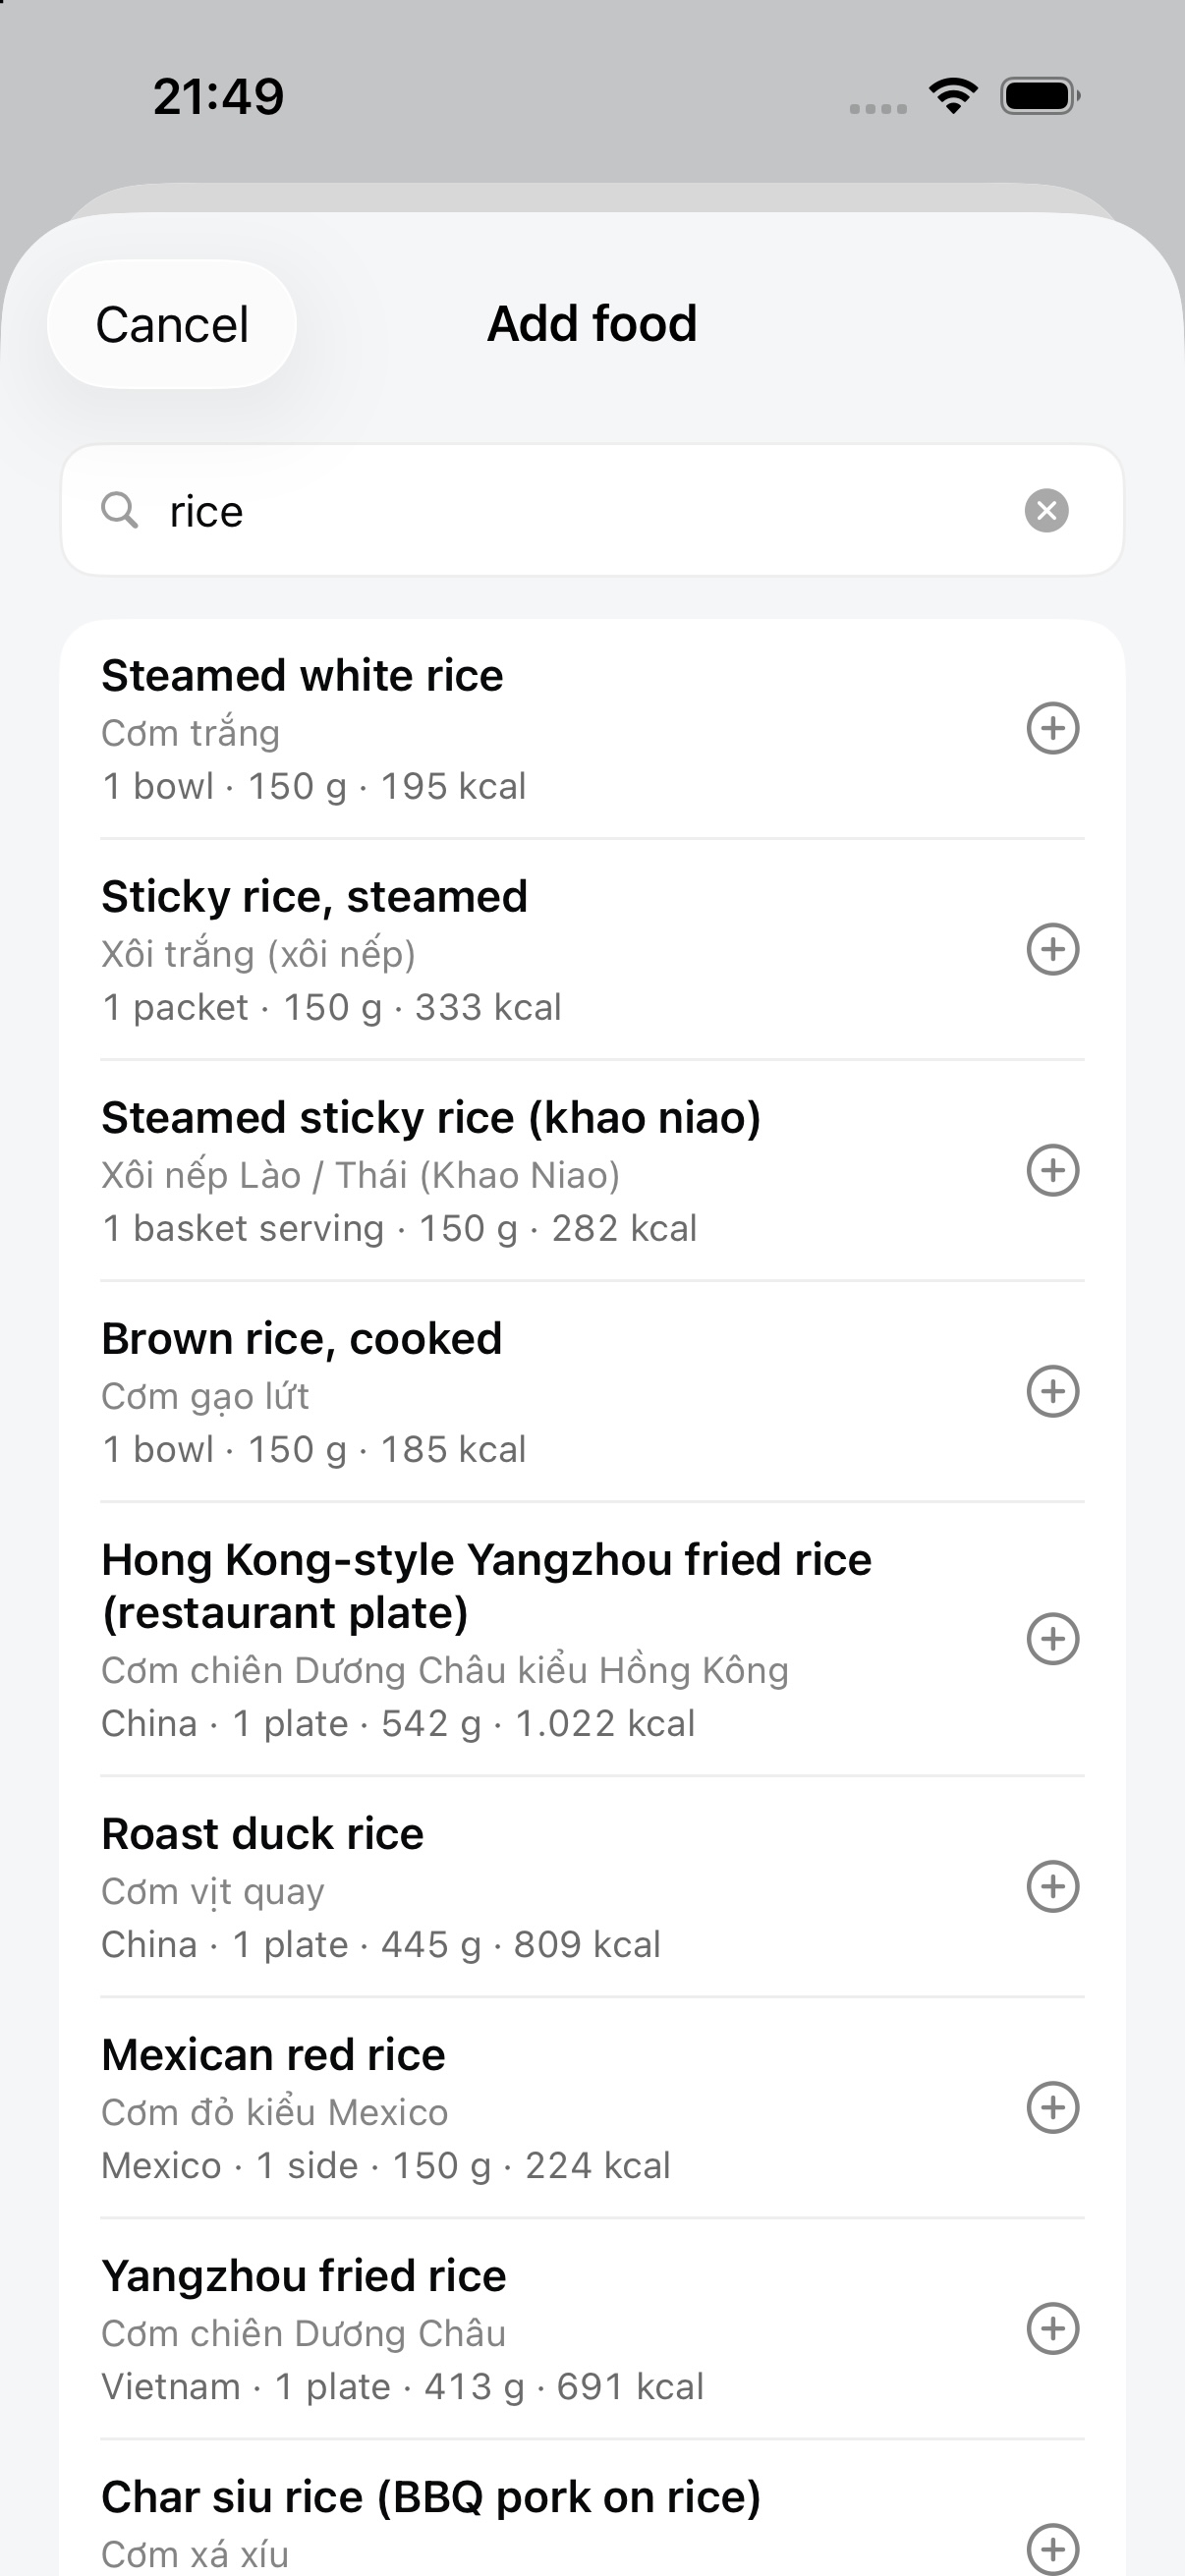 21:49
Cancel
Add food
rice
Steamed white rice
Cơm trắng
1 bowl · 150 g · 195 kcal
Sticky rice, steamed
Xôi trắng (xôi nếp)
1 packet · 150 g · 333 kcal
Steamed sticky rice (khao niao)
Xôi nếp Lào / Thái (Khao Niao)
1 basket serving · 150 g · 282 kcal
Brown rice, cooked
Cơm gạo lứt
1 bowl · 150 g · 185 kcal
Hong Kong-style Yangzhou fried rice
(restaurant plate)
Cơm chiên Dương Châu kiểu Hồng Kông
China · 1 plate · 542 g · 1.022 kcal
Roast duck rice
Cơm vịt quay
China · 1 plate · 445 g · 809 kcal
Mexican red rice
Cơm đỏ kiểu Mexico
Mexico · 1 side · 150 g · 224 kcal
Yangzhou fried rice
Cơm chiên Dương Châu
Vietnam · 1 plate · 413 g · 691 kcal
Char siu rice (BBQ pork on rice)
Cơm xá xíu